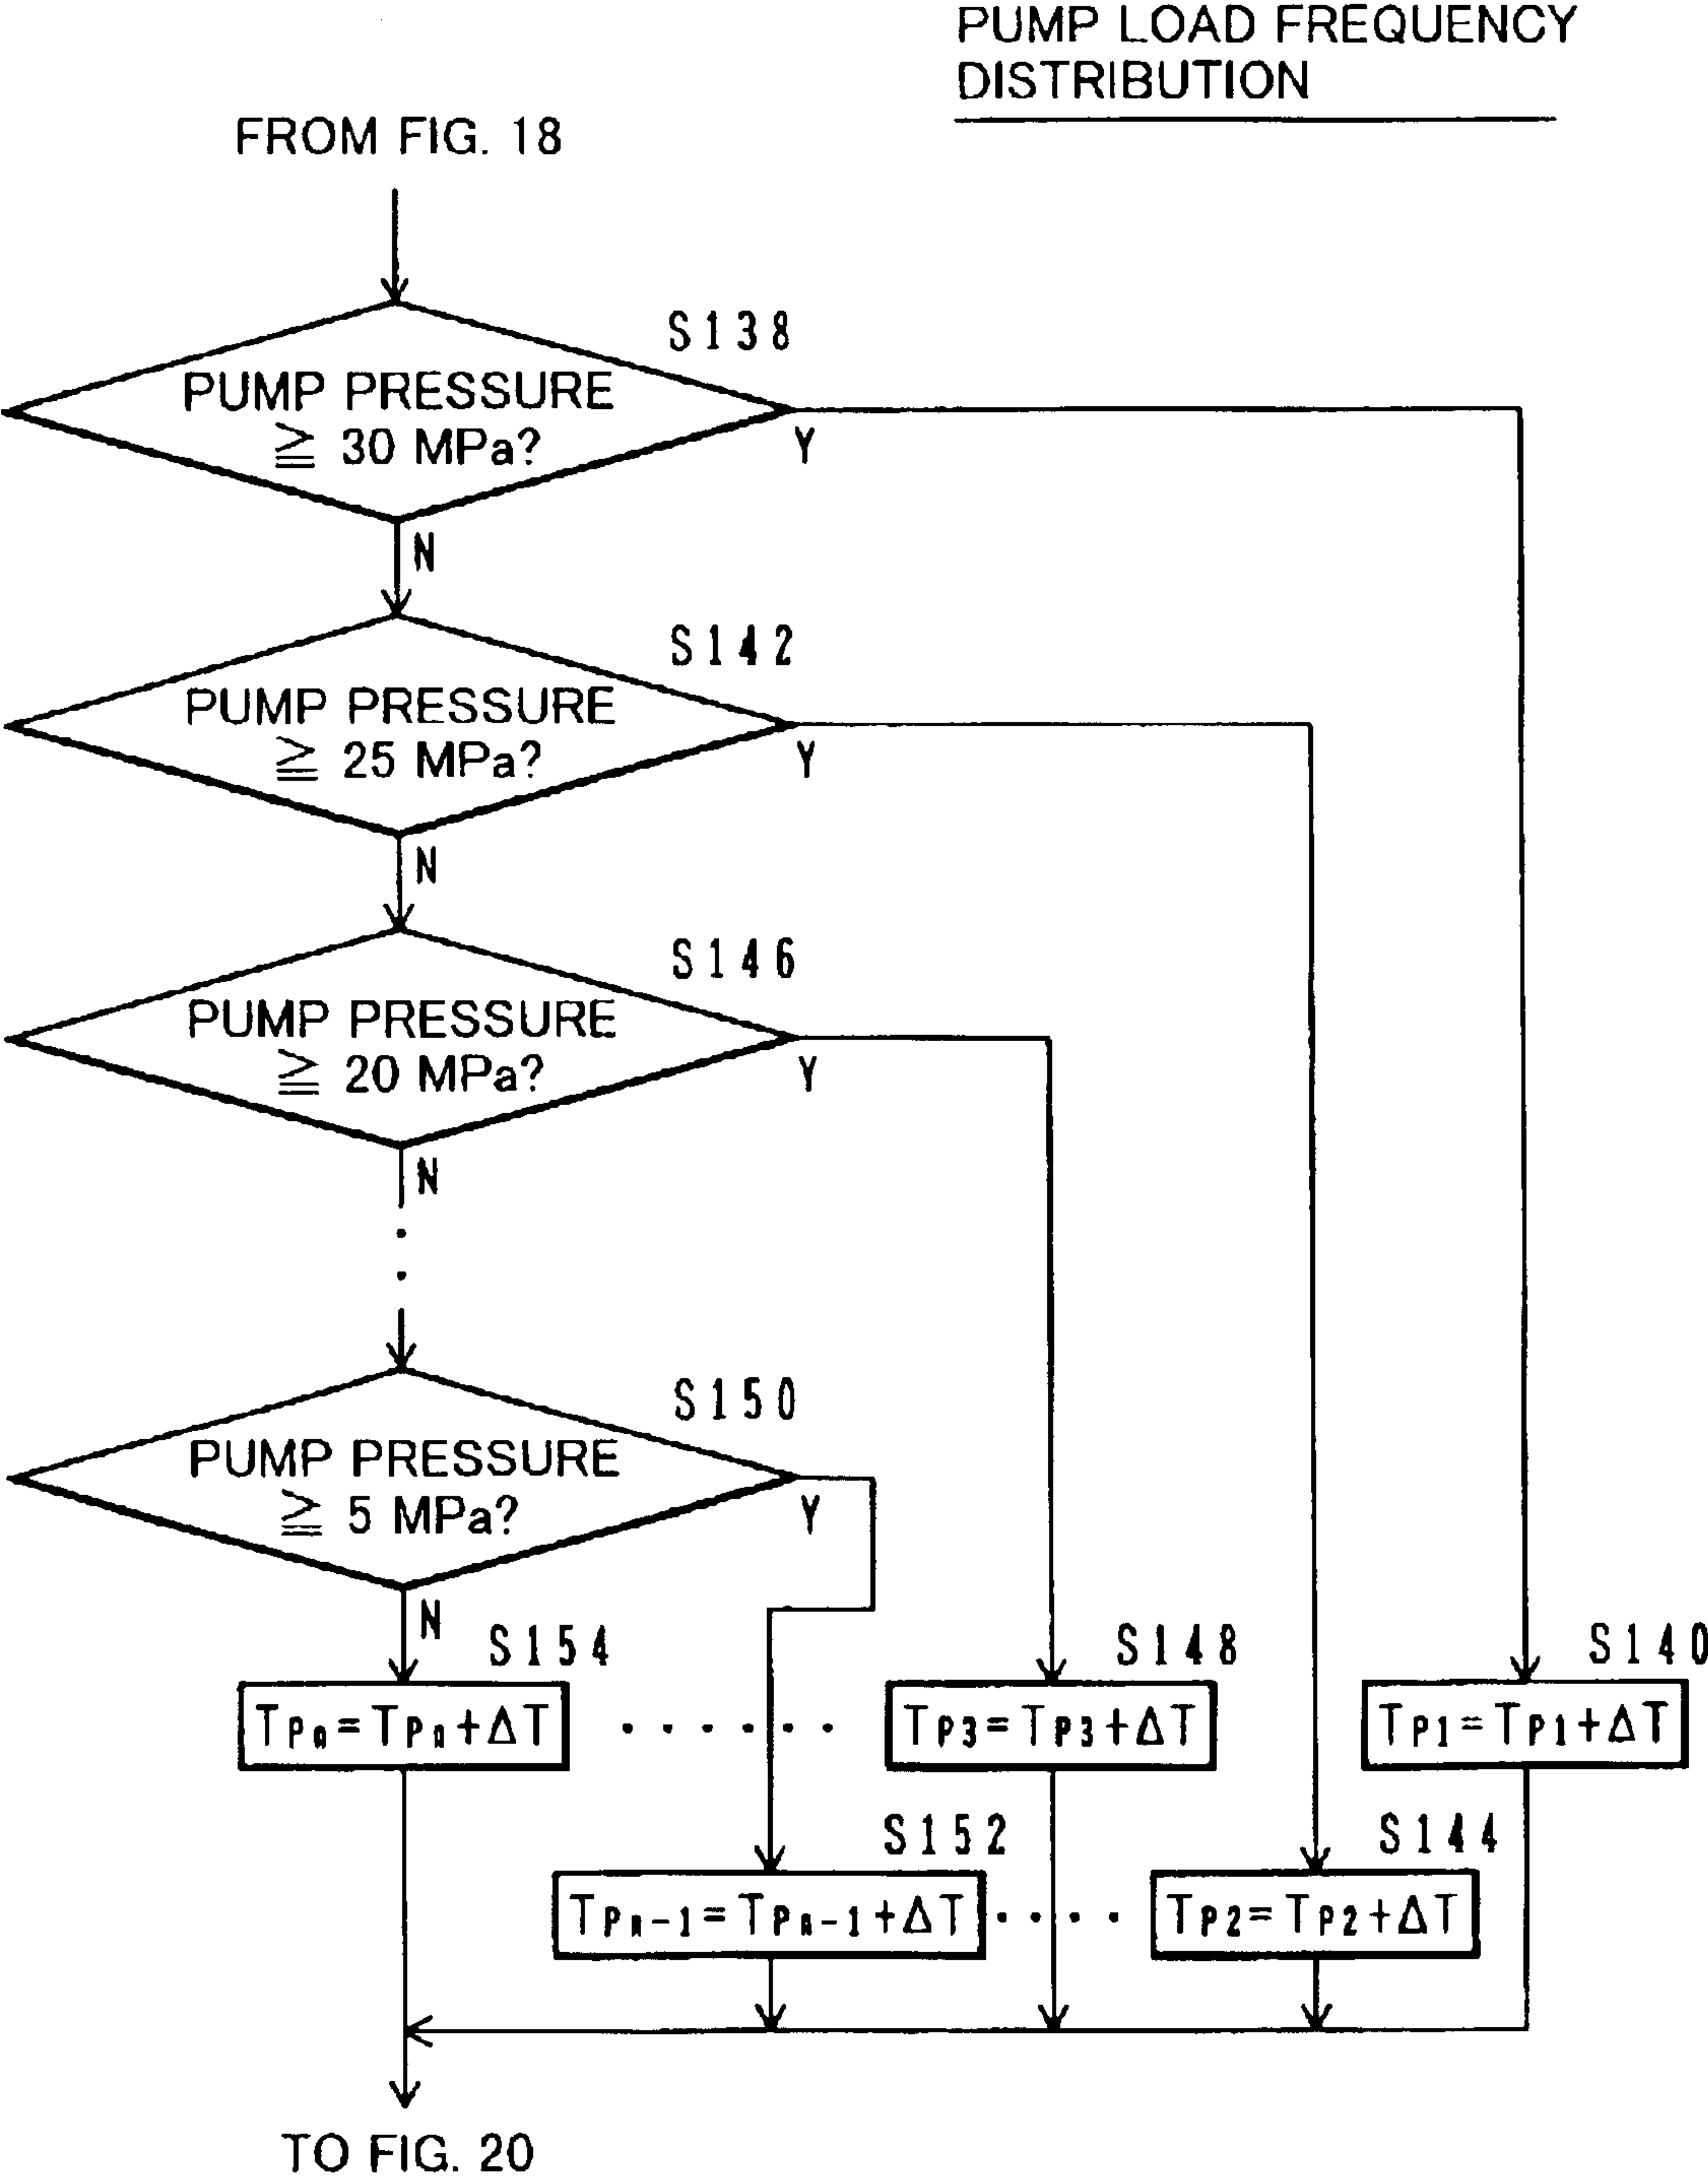 PUMP LOAD FREQUENCY
DISTRIBUTION
FROM FIG. 18
S138
PUMP PRESSURE
≧ 30 MPa?
Y
N
S142
PUMP PRESSURE
≧ 25 MPa?
Y
N
S146
PUMP PRESSURE
≧ 20 MPa?
Y
N
S150
PUMP PRESSURE
≧ 5 MPa?
Y
N
S154
S148
S140
TPn=TPn+ΔT
· · · · · ·
TP3=TP3+ΔT
TP1=TP1+ΔT
S152
S144
TPn-1=TPn-1+ΔT
· · · ·
TP2=TP2+ΔT
TO FIG. 20